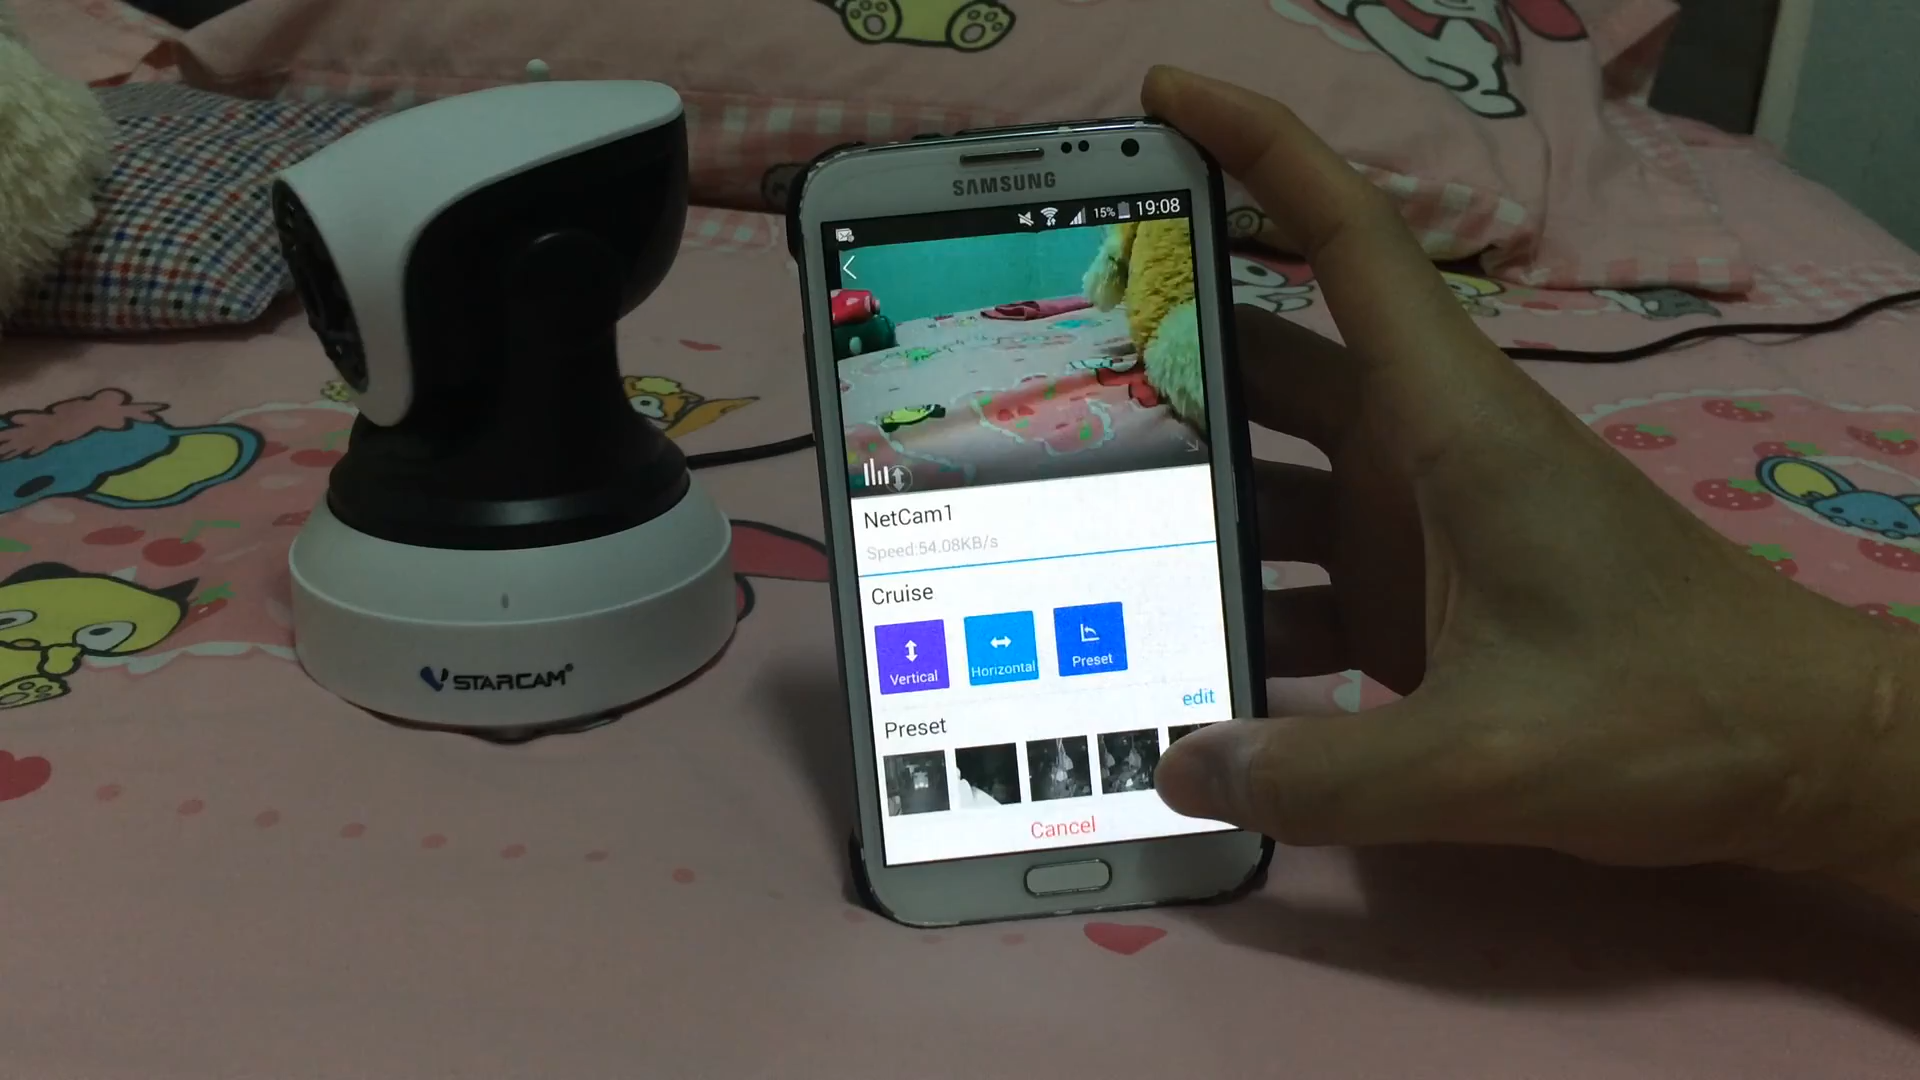 SAMSUNG
15% 19:08
NetCam1
Speed:54.08KB/s
Cruise
Vertical
Horizontal
Preset
edit
Preset
Cancel
VSTARCAM®